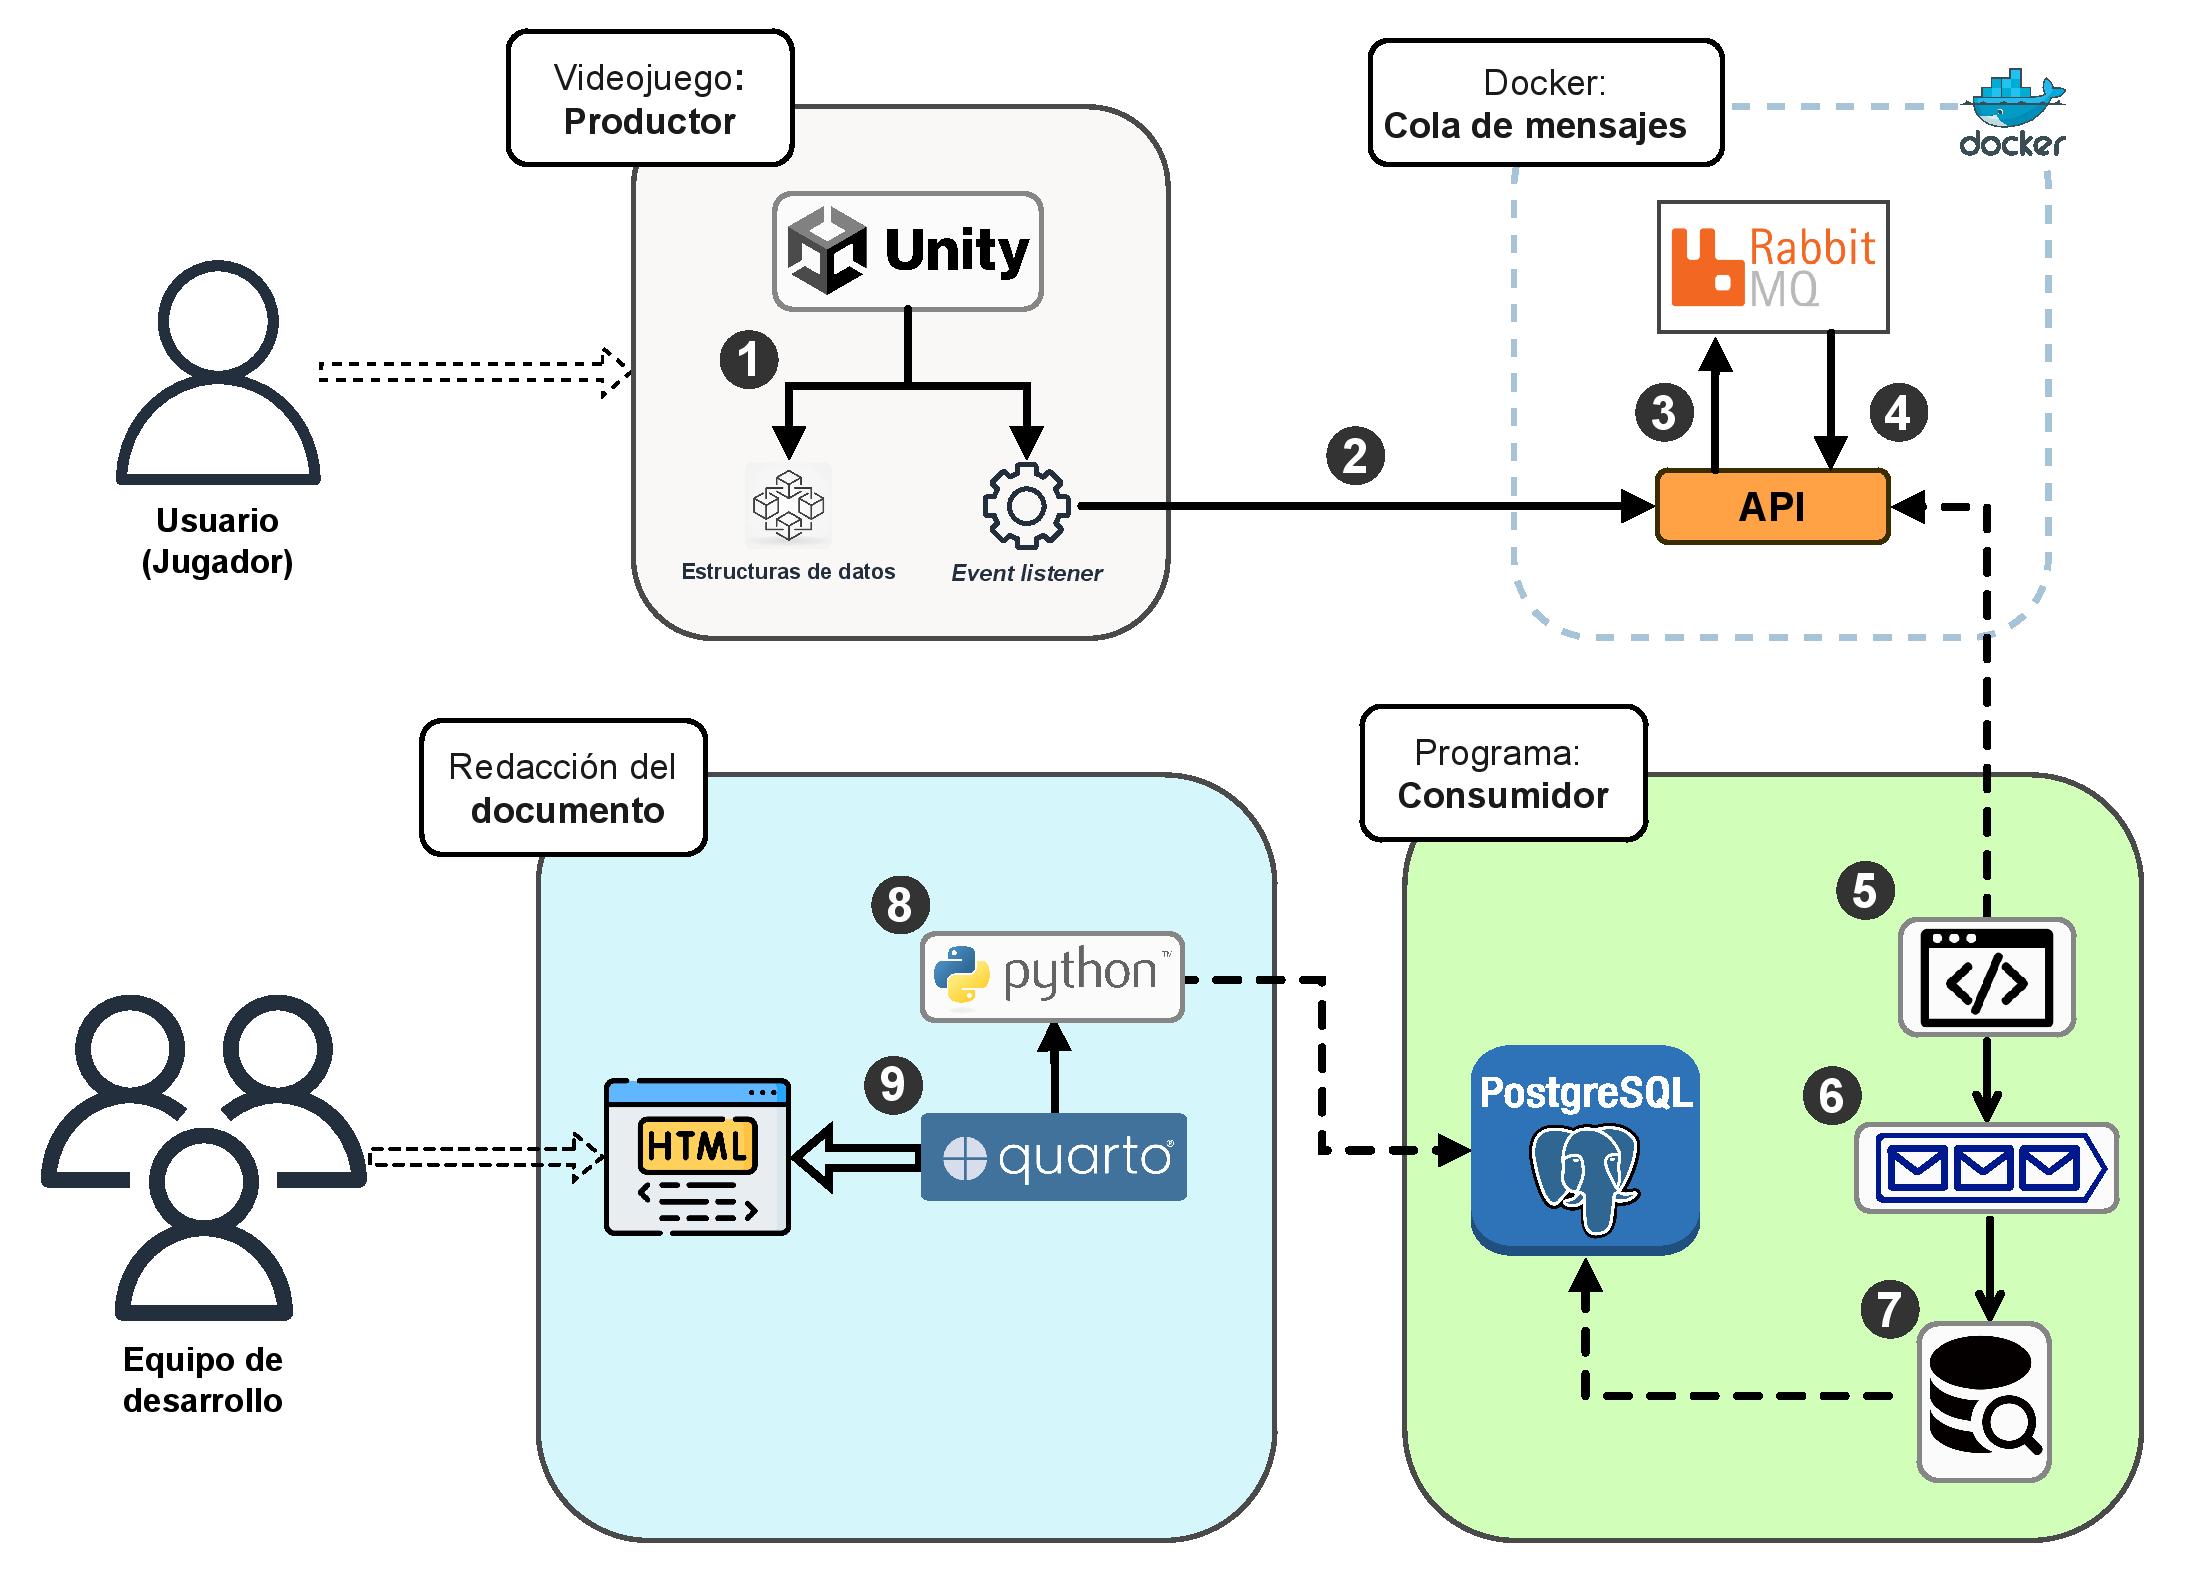 Videojuego:
Productor
Docker:
Cola de mensajes
docker
Unity
Rabbit
MQ
1
2
3
4
API
Usuario
(Jugador)
Estructuras de datos
Event listener
Redacción del
documento
Programa:
Consumidor
8
python™
5
9
HTML
quarto®
PostgreSQL
6
7
Equipo de
desarrollo